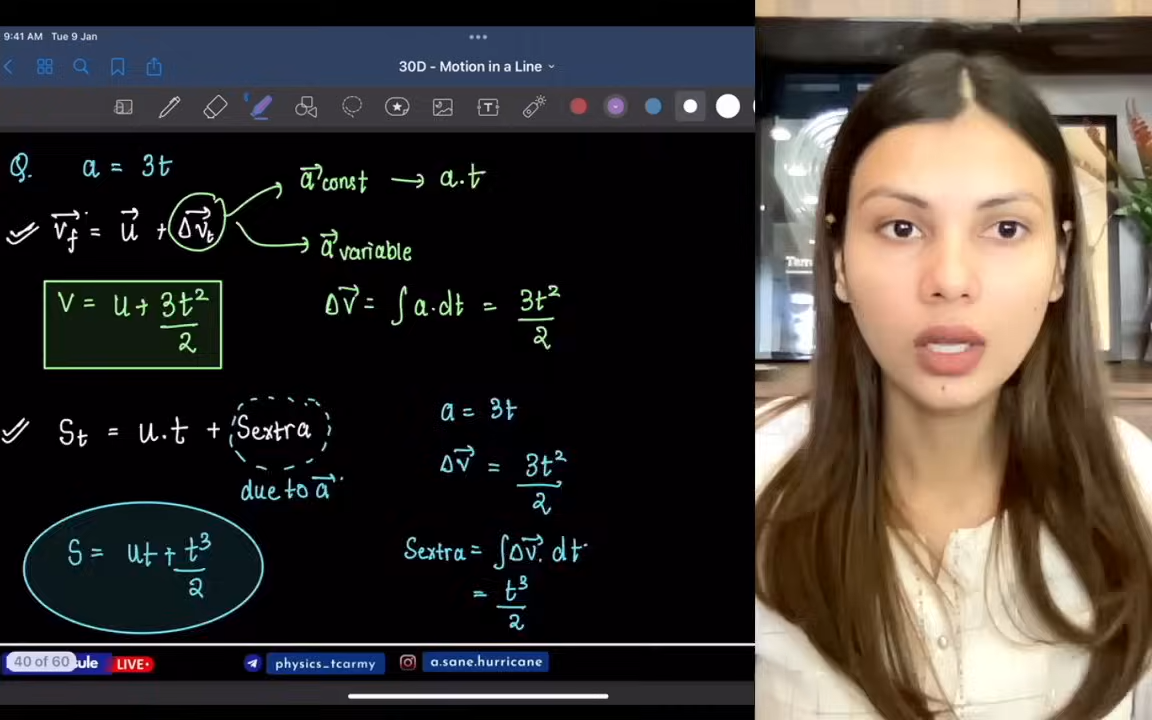 9:41 AM Tue 9 Jan
30D - Motion in a Line
Q. a = 3t
v⃗f = u⃗ + Δv⃗t
a⃗ const → a.t
a⃗ variable
V = u + 3t²/2
Δv⃗ = ∫ a.dt = 3t²/2
St = u.t + Sextra
due to a⃗
a = 3t
Δv⃗ = 3t²/2
Sextra = ∫Δv⃗. dt
= t³/2
S = ut + t³/2
40 of 60
sule LIVE
physics_tcarmy
a.sane.hurricane